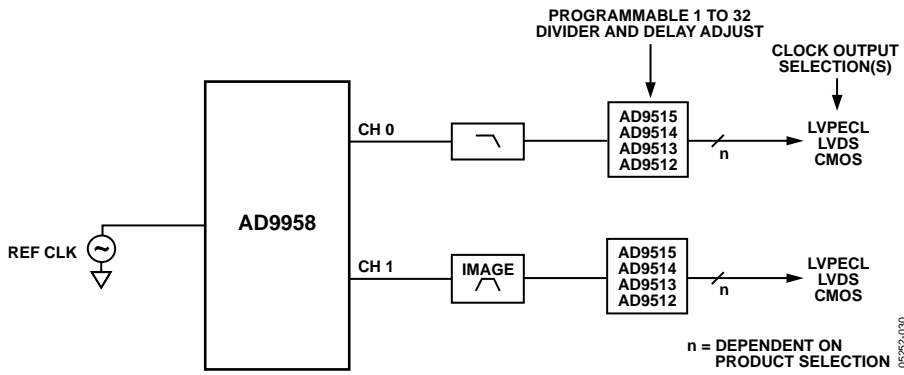 PROGRAMMABLE 1 TO 32
DIVIDER AND DELAY ADJUST
CLOCK OUTPUT
SELECTION(S)
CH 0
AD9515
AD9514
AD9513
AD9512
n
LVPECL
LVDS
CMOS
AD9958
REF CLK
CH 1
IMAGE
AD9515
AD9514
AD9513
AD9512
n
LVPECL
LVDS
CMOS
n = DEPENDENT ON
PRODUCT SELECTION
05252-030